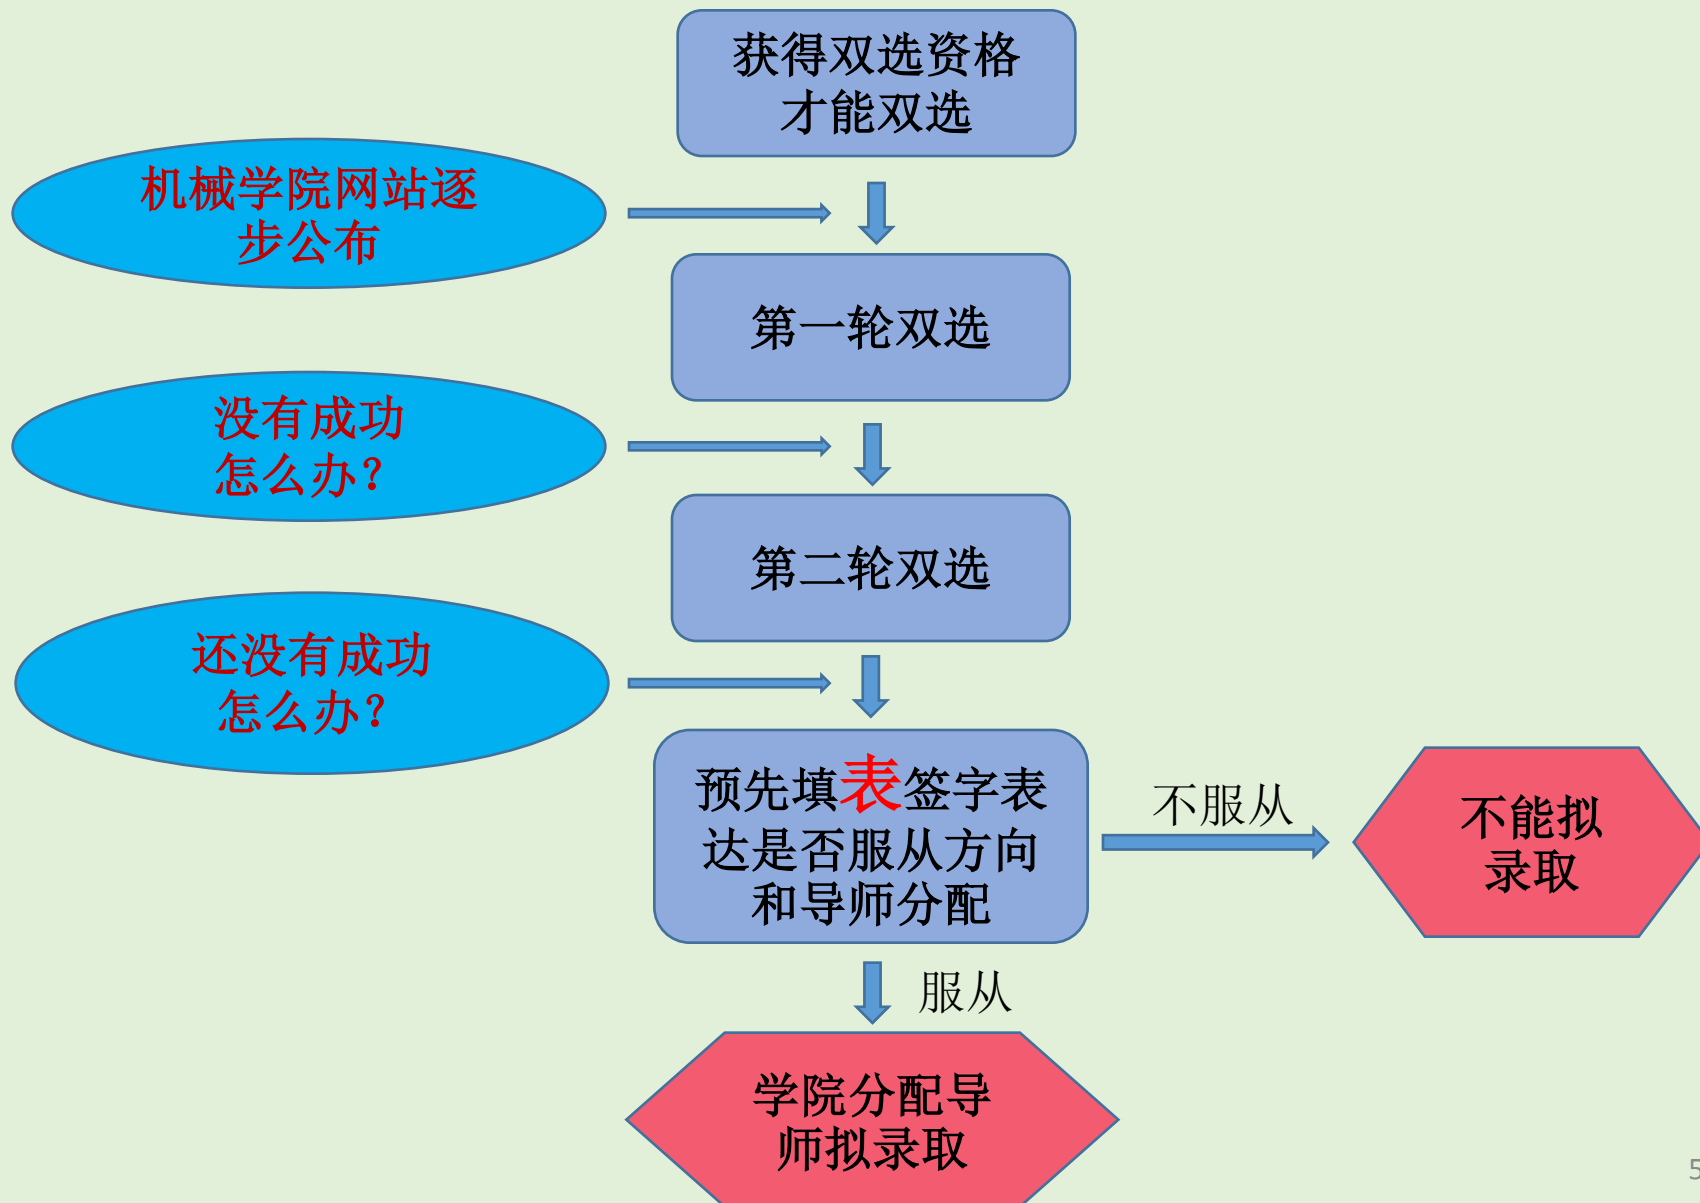 获得双选资格
才能双选
机械学院网站逐
步公布
第一轮双选
没有成功
怎么办?
第二轮双选
还没有成功
怎么办?
预先填表签字表
达是否服从方向
和导师分配
不服从
不能拟
录取
服从
学院分配导
师拟录取
5